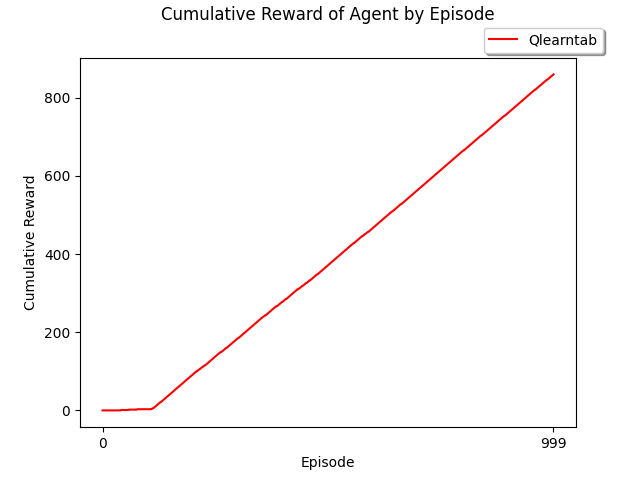 Cumulative Reward of Agent by Episode
Qlearntab
800
600
400
200
0
Cumulative Reward
0 999
Episode